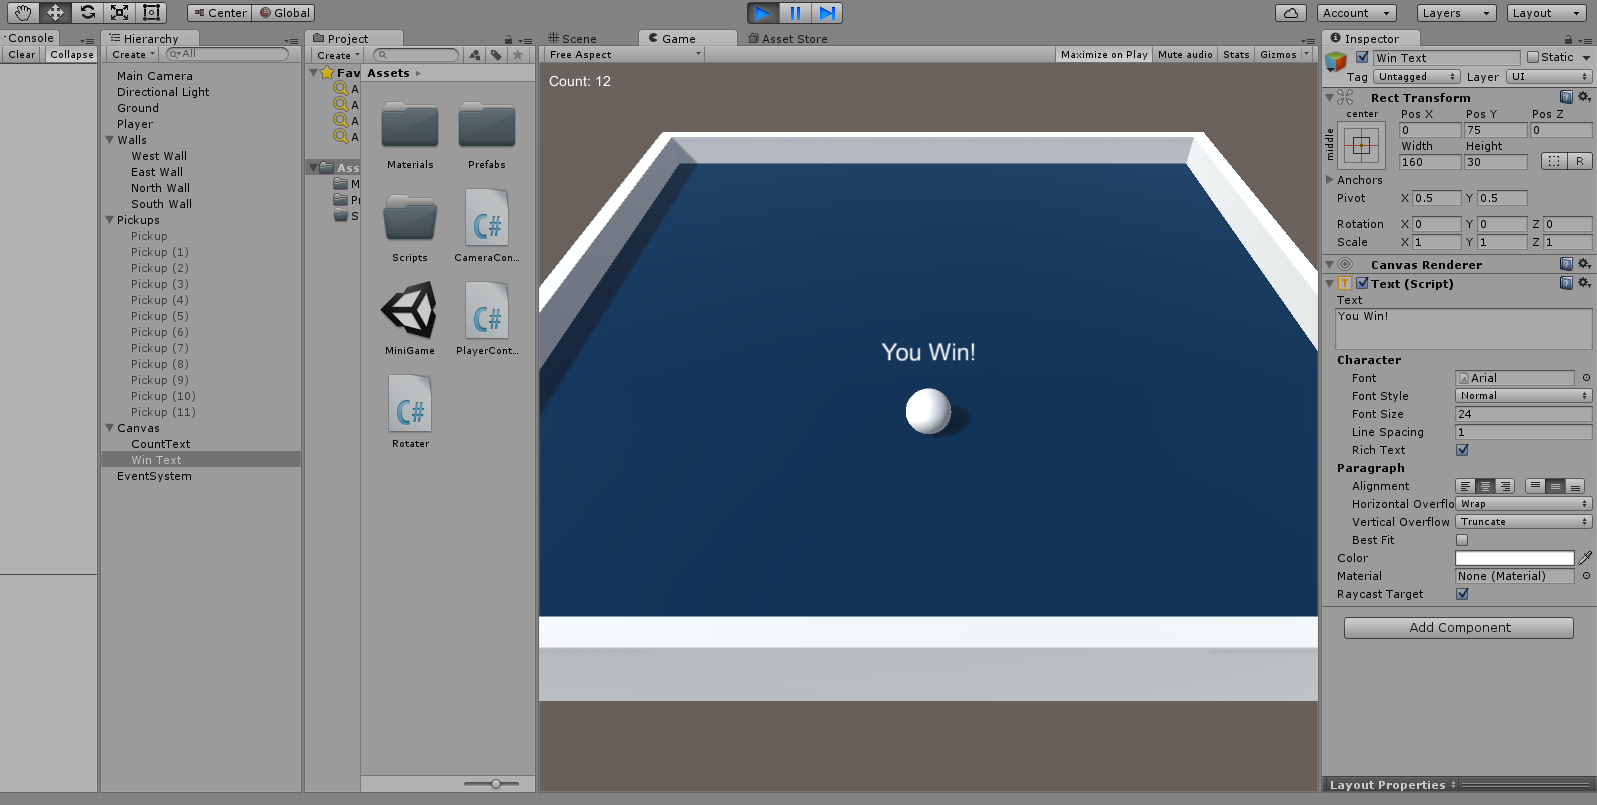 Center Global Account Layers Layout
Console
Clear Collapse
Hierarchy
Create All
Main Camera
Directional Light
Ground
Player
Walls
West Wall
East Wall
North Wall
South Wall
Pickups
Pickup
Pickup (1)
Pickup (2)
Pickup (3)
Pickup (4)
Pickup (5)
Pickup (6)
Pickup (7)
Pickup (8)
Pickup (9)
Pickup (10)
Pickup (11)
Canvas
CountText
Win Text
EventSystem
Project
Create
Fav
A
A
A
A
Ass
M
Pr
S
Assets
Materials Prefabs
C# 
Scripts CameraCon...
C#
MiniGame PlayerCont...
C#
Rotater
Scene Game Asset Store
Free Aspect Maximize on Play Mute audio Stats Gizmos
Count: 12
You Win!
Inspector
Win Text Static
Tag Untagged Layer UI
Rect Transform
center Pos X Pos Y Pos Z
middle 0 75 0
Width Height
160 30 R
Anchors
Pivot X 0.5 Y 0.5
Rotation X 0 Y 0 Z 0
Scale X 1 Y 1 Z 1
Canvas Renderer
T Text (Script)
Text
You Win!
Character
Font Arial
Font Style Normal
Font Size 24
Line Spacing 1
Rich Text
Paragraph
Alignment
Horizontal Overflo Wrap
Vertical Overflow Truncate
Best Fit
Color
Material None (Material)
Raycast Target
Add Component
Layout Properties